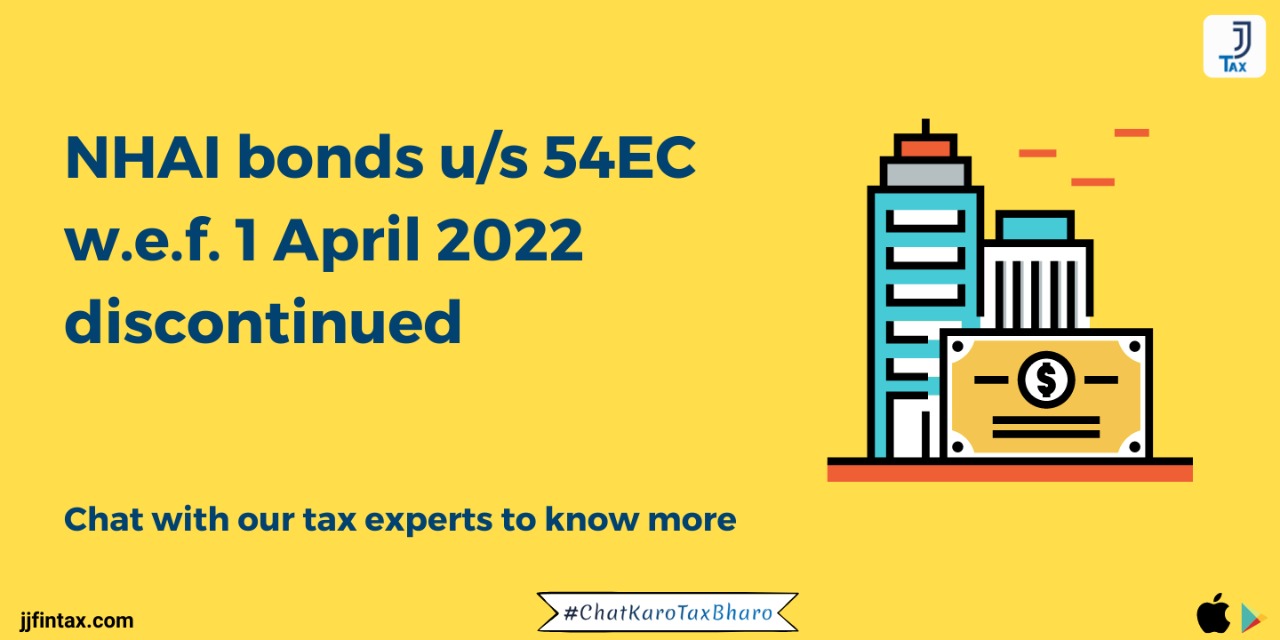 J
TAX
NHAI bonds u/s 54EC
w.e.f. 1 April 2022
discontinued
$
Chat with our tax experts to know more
jjfintax.com
#ChatKaroTaxBharo